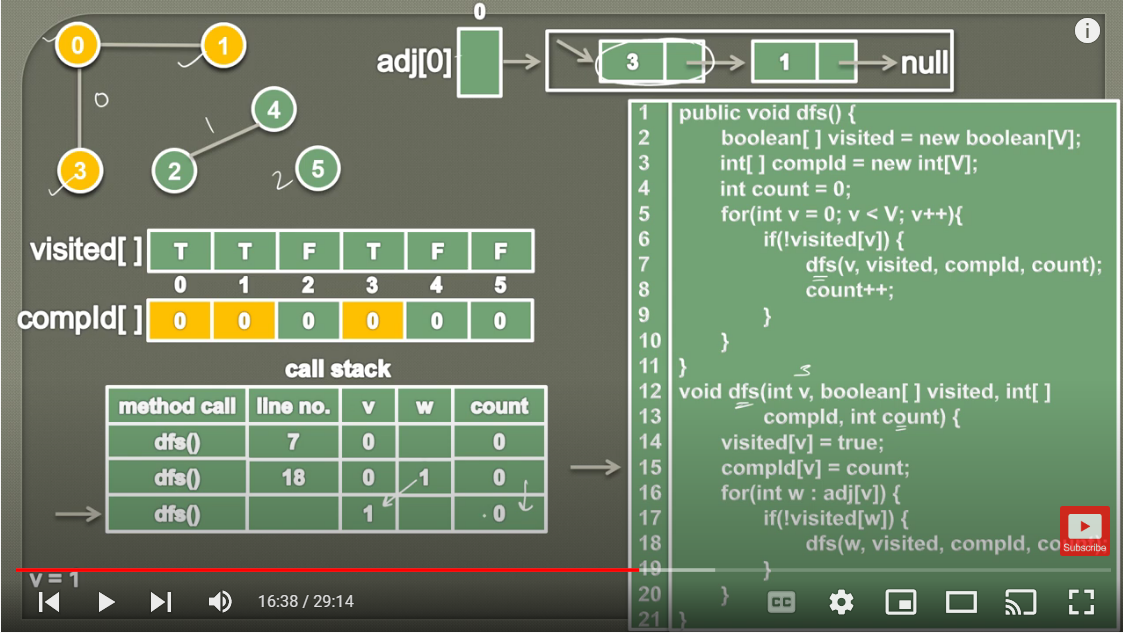 0
0 1
adj[0] 3 1 null
0
4
1
3 2 5
2
visited[ ] T T F T F F
0 1 2 3 4 5
compId[ ] 0 0 0 0 0 0
call stack
method call line no. v w count
dfs() 7 0 0
dfs() 18 0 1 0
dfs() 1 0
v = 1
1 public void dfs() {
2 boolean[ ] visited = new boolean[V];
3 int[ ] compId = new int[V];
4 int count = 0;
5 for(int v = 0; v < V; v++){
6 if(!visited[v]) {
7 dfs(v, visited, compId, count);
8 count++;
9 }
10 }
11 }
3
12 void dfs(int v, boolean[ ] visited, int[ ]
13 compId, int count) {
14 visited[v] = true;
15 compId[v] = count;
16 for(int w : adj[v]) {
17 if(!visited[w]) {
18 dfs(w, visited, compId,
19 }
20 }
21 }
Subscribe
16:38 / 29:14
CC
i